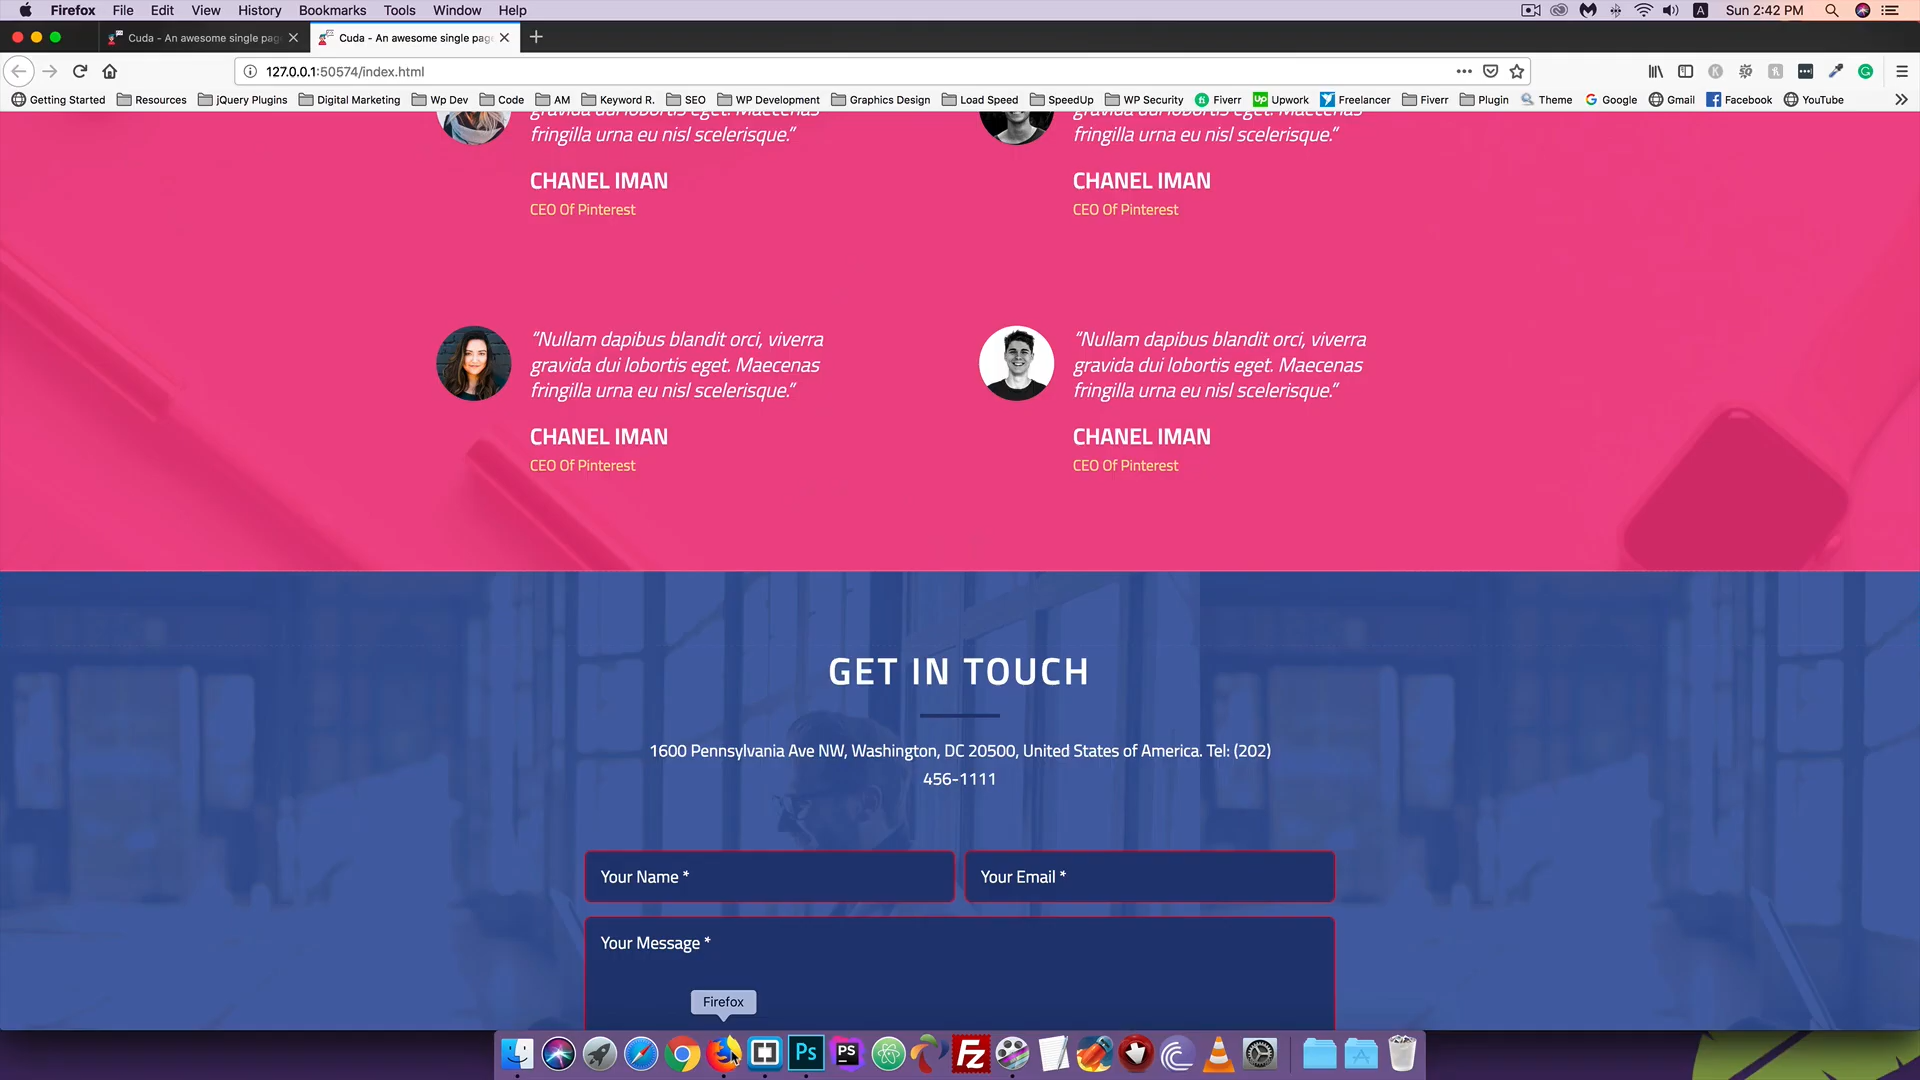 Firefox File Edit View History Bookmarks Tools Window Help
A Sun 2:42 PM
Cuda - An awesome single pag
Cuda - An awesome single pag
127.0.0.1:50574/index.html
Getting Started Resources jQuery Plugins Digital Marketing Wp Dev Code AM Keyword R. SEO WP Development Graphics Design Load Speed SpeedUp WP Security Fiverr Upwork Freelancer Fiverr Plugin Theme Google Gmail Facebook YouTube
fringilla urna eu nisl scelerisque.”
CHANEL IMAN
CEO Of Pinterest
fringilla urna eu nisl scelerisque.”
CHANEL IMAN
CEO Of Pinterest
“Nullam dapibus blandit orci, viverra
gravida dui lobortis eget. Maecenas
fringilla urna eu nisl scelerisque.”
CHANEL IMAN
CEO Of Pinterest
“Nullam dapibus blandit orci, viverra
gravida dui lobortis eget. Maecenas
fringilla urna eu nisl scelerisque.”
CHANEL IMAN
CEO Of Pinterest
GET IN TOUCH
1600 Pennsylvania Ave NW, Washington, DC 20500, United States of America. Tel: (202)
456-1111
Your Name *
Your Email *
Your Message *
Firefox
Ps PS FZ